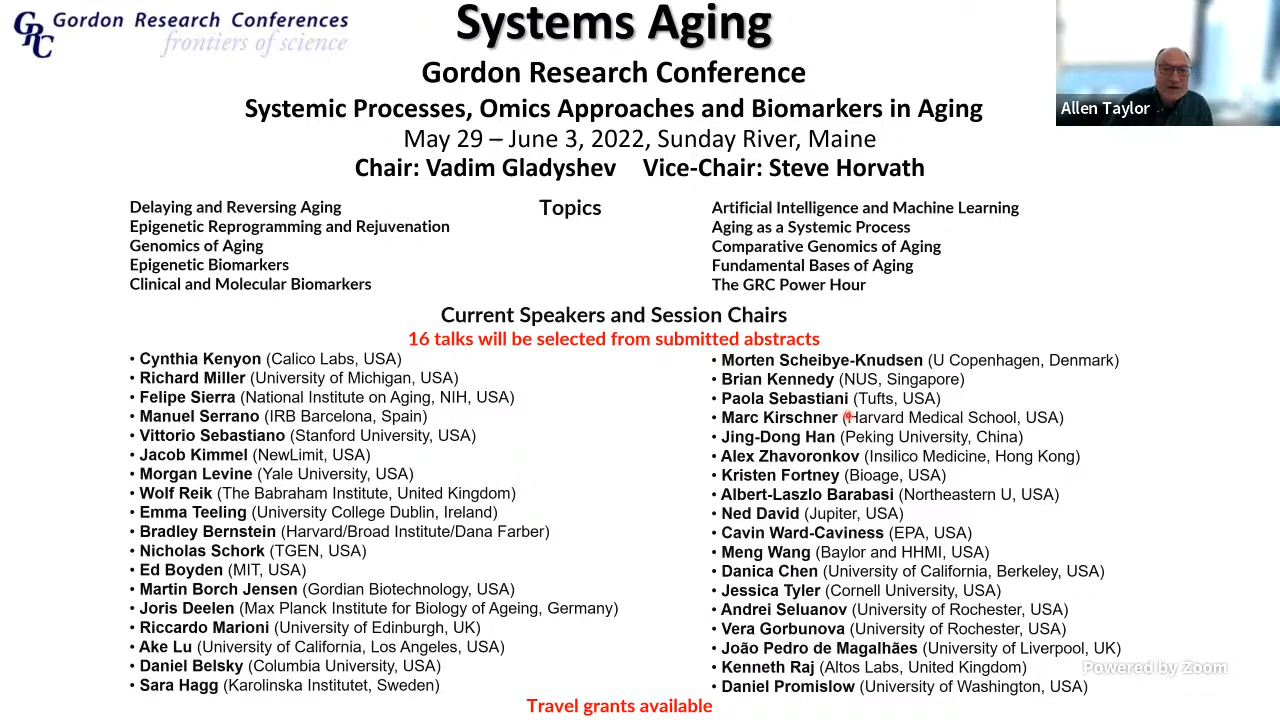 GRC
Gordon Research Conferences
frontiers of science
Systems Aging
Gordon Research Conference
Systemic Processes, Omics Approaches and Biomarkers in Aging
May 29 – June 3, 2022, Sunday River, Maine
Chair: Vadim Gladyshev Vice-Chair: Steve Horvath
Allen Taylor
Topics
Delaying and Reversing Aging
Epigenetic Reprogramming and Rejuvenation
Genomics of Aging
Epigenetic Biomarkers
Clinical and Molecular Biomarkers
Artificial Intelligence and Machine Learning
Aging as a Systemic Process
Comparative Genomics of Aging
Fundamental Bases of Aging
The GRC Power Hour
Current Speakers and Session Chairs
16 talks will be selected from submitted abstracts
• Cynthia Kenyon (Calico Labs, USA)
• Richard Miller (University of Michigan, USA)
• Felipe Sierra (National Institute on Aging, NIH, USA)
• Manuel Serrano (IRB Barcelona, Spain)
• Vittorio Sebastiano (Stanford University, USA)
• Jacob Kimmel (NewLimit, USA)
• Morgan Levine (Yale University, USA)
• Wolf Reik (The Babraham Institute, United Kingdom)
• Emma Teeling (University College Dublin, Ireland)
• Bradley Bernstein (Harvard/Broad Institute/Dana Farber)
• Nicholas Schork (TGEN, USA)
• Ed Boyden (MIT, USA)
• Martin Borch Jensen (Gordian Biotechnology, USA)
• Joris Deelen (Max Planck Institute for Biology of Ageing, Germany)
• Riccardo Marioni (University of Edinburgh, UK)
• Ake Lu (University of California, Los Angeles, USA)
• Daniel Belsky (Columbia University, USA)
• Sara Hagg (Karolinska Institutet, Sweden)
• Morten Scheibye-Knudsen (U Copenhagen, Denmark)
• Brian Kennedy (NUS, Singapore)
• Paola Sebastiani (Tufts, USA)
• Marc Kirschner (Harvard Medical School, USA)
• Jing-Dong Han (Peking University, China)
• Alex Zhavoronkov (Insilico Medicine, Hong Kong)
• Kristen Fortney (Bioage, USA)
• Albert-Laszlo Barabasi (Northeastern U, USA)
• Ned David (Jupiter, USA)
• Cavin Ward-Caviness (EPA, USA)
• Meng Wang (Baylor and HHMI, USA)
• Danica Chen (University of California, Berkeley, USA)
• Jessica Tyler (Cornell University, USA)
• Andrei Seluanov (University of Rochester, USA)
• Vera Gorbunova (University of Rochester, USA)
• João Pedro de Magalhães (University of Liverpool, UK)
• Kenneth Raj (Altos Labs, United Kingdom)
• Daniel Promislow (University of Washington, USA)
Powered by Zoom
Travel grants available